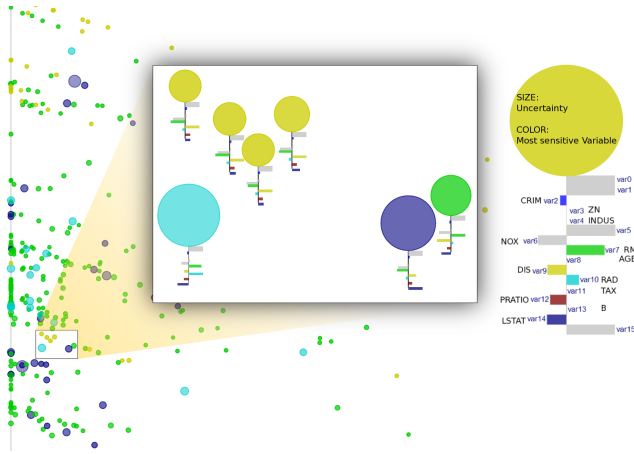 SIZE:
Uncertainty
COLOR:
Most sensitive Variable
var0
var1
CRIM var2
var3 ZN
var4 INDUS
var5
NOX var6
var7 RM
AGE
var8
DIS var9
var10 RAD
var11 TAX
PRATIO var12
var13 B
LSTAT var14
var15